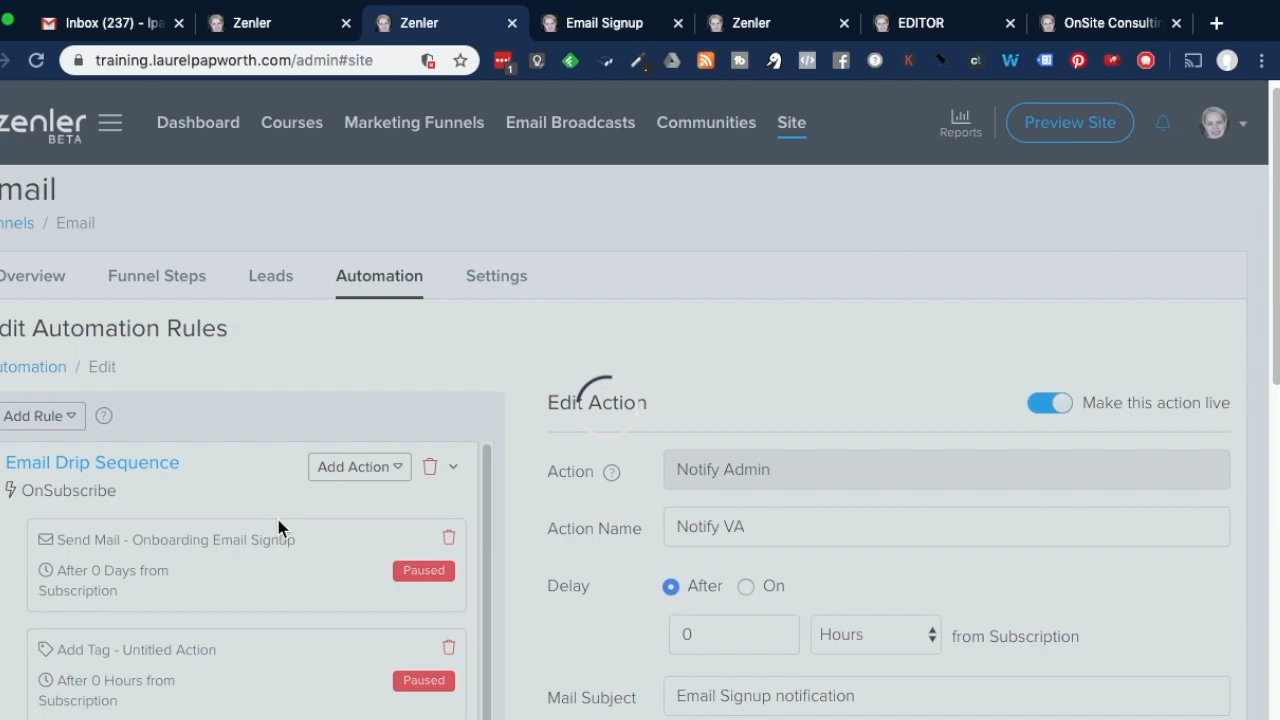 Inbox (237) - lpa
Zenler
Zenler
Email Signup
Zenler
EDITOR
OnSite Consulti
training.laurelpapworth.com/admin#site
zenler
BETA
Dashboard
Courses
Marketing Funnels
Email Broadcasts
Communities
Site
Reports
Preview Site
mail
nnels / Email
Overview
Funnel Steps
Leads
Automation
Settings
dit Automation Rules
utomation / Edit
Add Rule
Email Drip Sequence
Add Action
OnSubscribe
Send Mail - Onboarding Email Signup
After 0 Days from
Subscription
Paused
Add Tag - Untitled Action
After 0 Hours from
Subscription
Paused
Edit Action
Make this action live
Action
Notify Admin
Action Name
Notify VA
Delay
After
On
0
Hours
from Subscription
Mail Subject
Email Signup notification